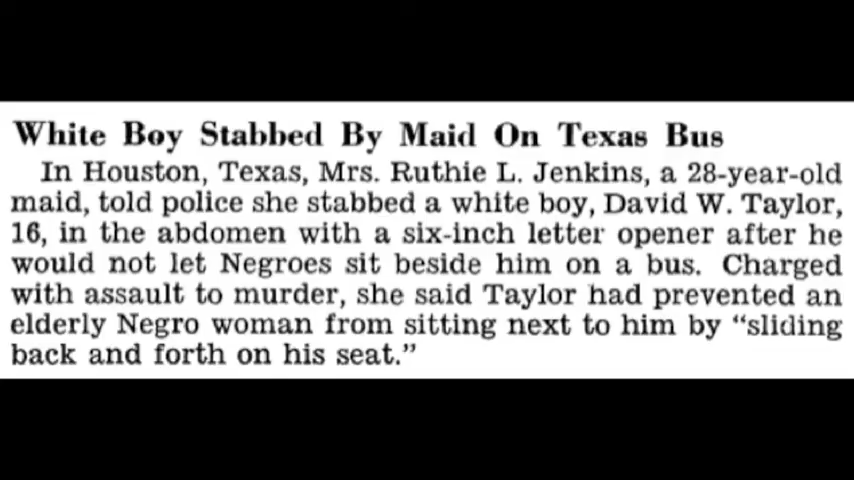 White Boy Stabbed By Maid On Texas Bus
In Houston, Texas, Mrs. Ruthie L. Jenkins, a 28-year-old
maid, told police she stabbed a white boy, David W. Taylor,
16, in the abdomen with a six-inch letter opener after he
would not let Negroes sit beside him on a bus. Charged
with assault to murder, she said Taylor had prevented an
elderly Negro woman from sitting next to him by “sliding
back and forth on his seat.”